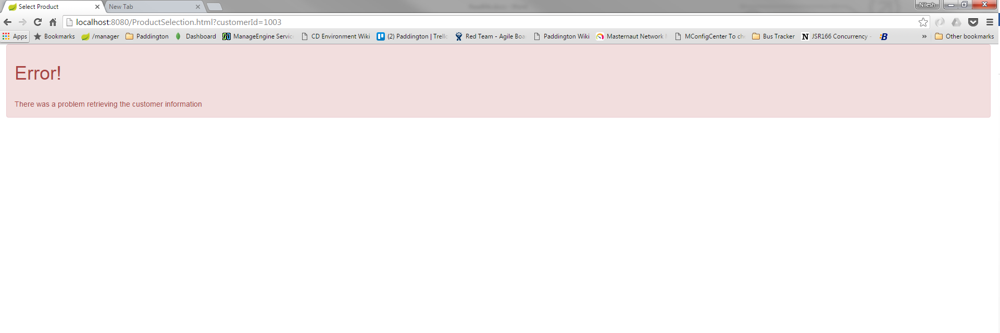 Select Product
New Tab
Nilesh
localhost:8080/ProductSelection.html?customerId=1003
Apps
Bookmarks
/manager
Paddington
Dashboard
ManageEngine Servic
CD Environment Wiki
(2) Paddington | Trell
Red Team - Agile Boa
Paddington Wiki
Masternaut Network
MConfigCenter To ch
Bus Tracker
N JSR166 Concurrency -
:B
»
Other bookmarks
Error!
There was a problem retrieving the customer information